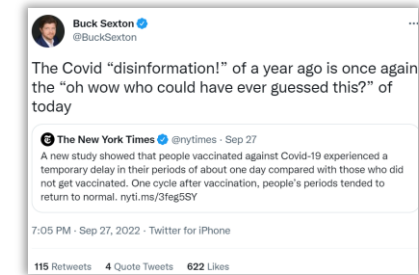 Buck Sexton
@BuckSexton
...
The Covid “disinformation!” of a year ago is once again
the “oh wow who could have ever guessed this?” of
today
The New York Times @nytimes · Sep 27
A new study showed that people vaccinated against Covid-19 experienced a
temporary delay in their periods of about one day compared with those who did
not get vaccinated. One cycle after vaccination, people's periods tended to
return to normal. nyti.ms/3feg5SY
7:05 PM · Sep 27, 2022 · Twitter for iPhone
115 Retweets 4 Quote Tweets 622 Likes